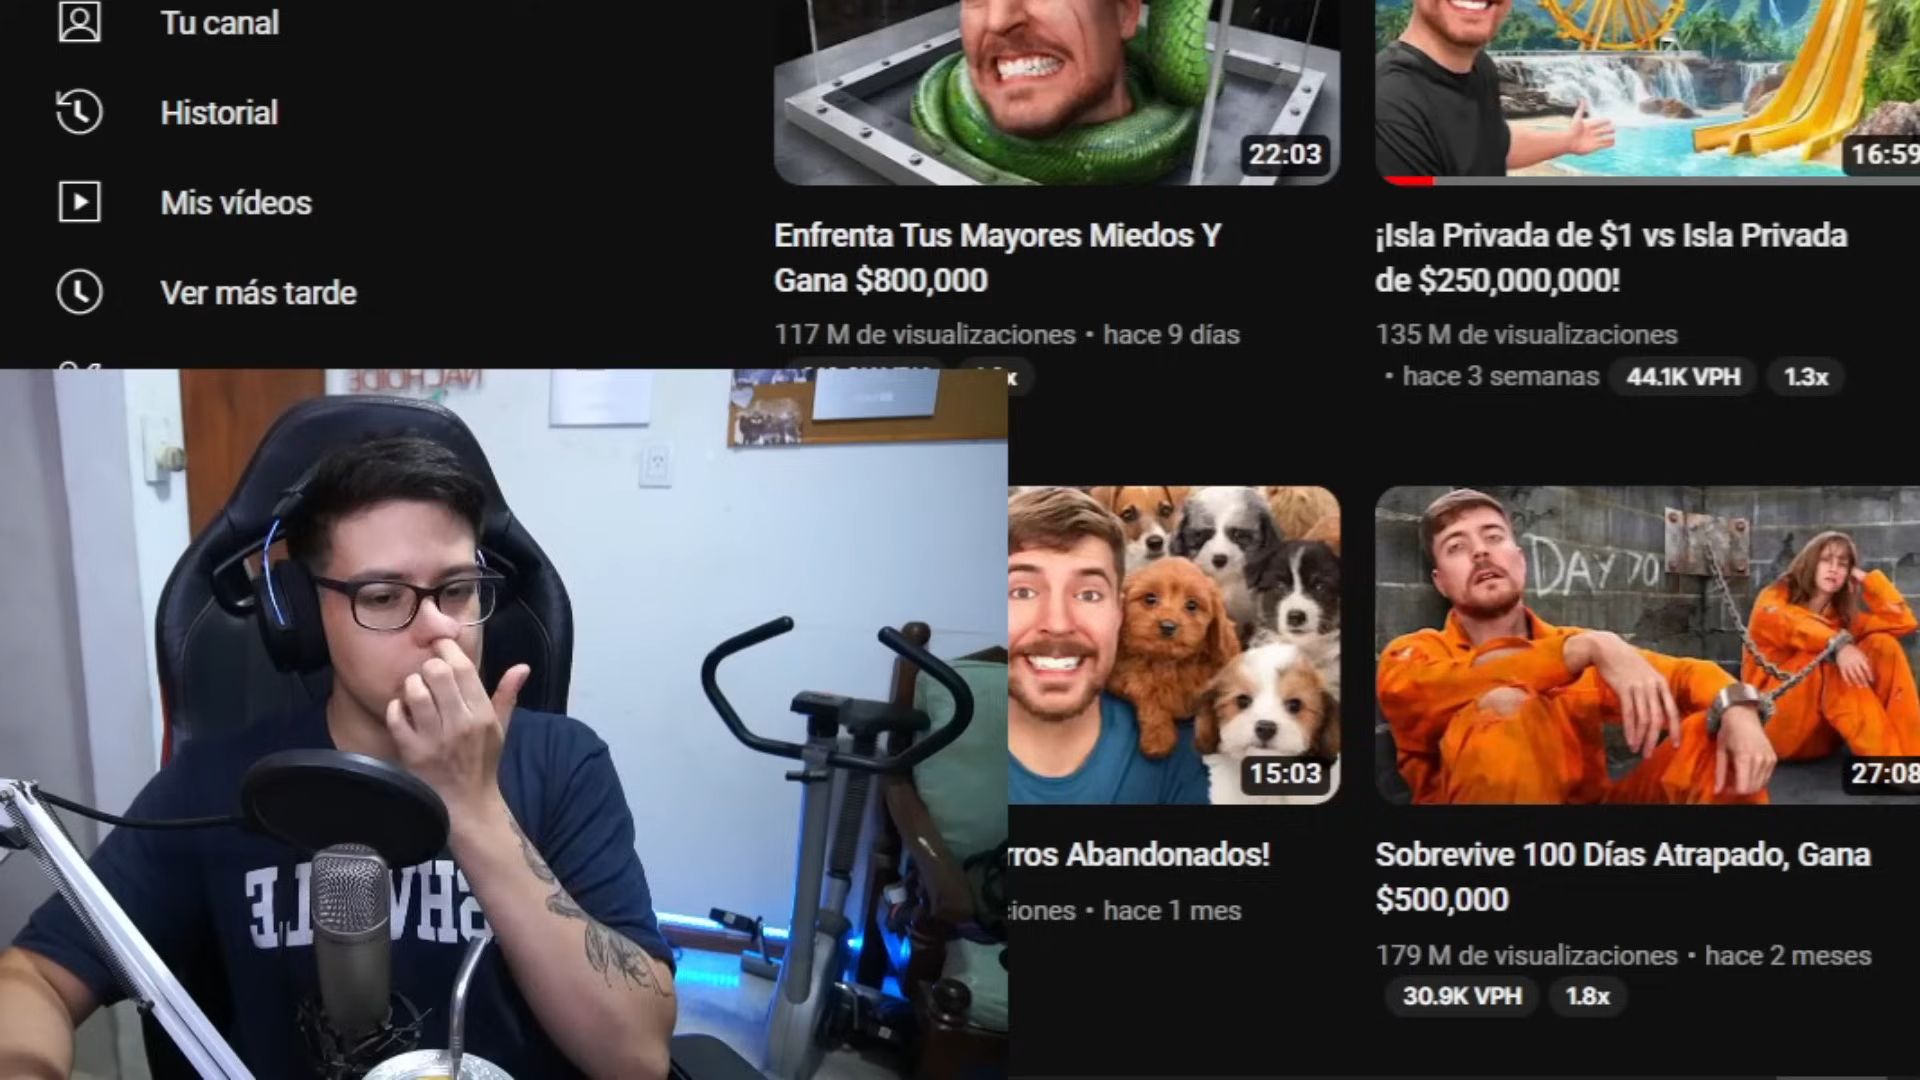 Tu canal
Historial
Mis vídeos
Ver más tarde
22:03
16:59
Enfrenta Tus Mayores Miedos Y
Gana $800,000
117 M de visualizaciones • hace 9 días
¡Isla Privada de $1 vs Isla Privada
de $250,000,000!
135 M de visualizaciones
• hace 3 semanas 44.1K VPH 1.3x
DAY 70
15:03
27:08
rros Abandonados!
ciones • hace 1 mes
Sobrevive 100 Días Atrapado, Gana
$500,000
179 M de visualizaciones • hace 2 meses
30.9K VPH 1.8x